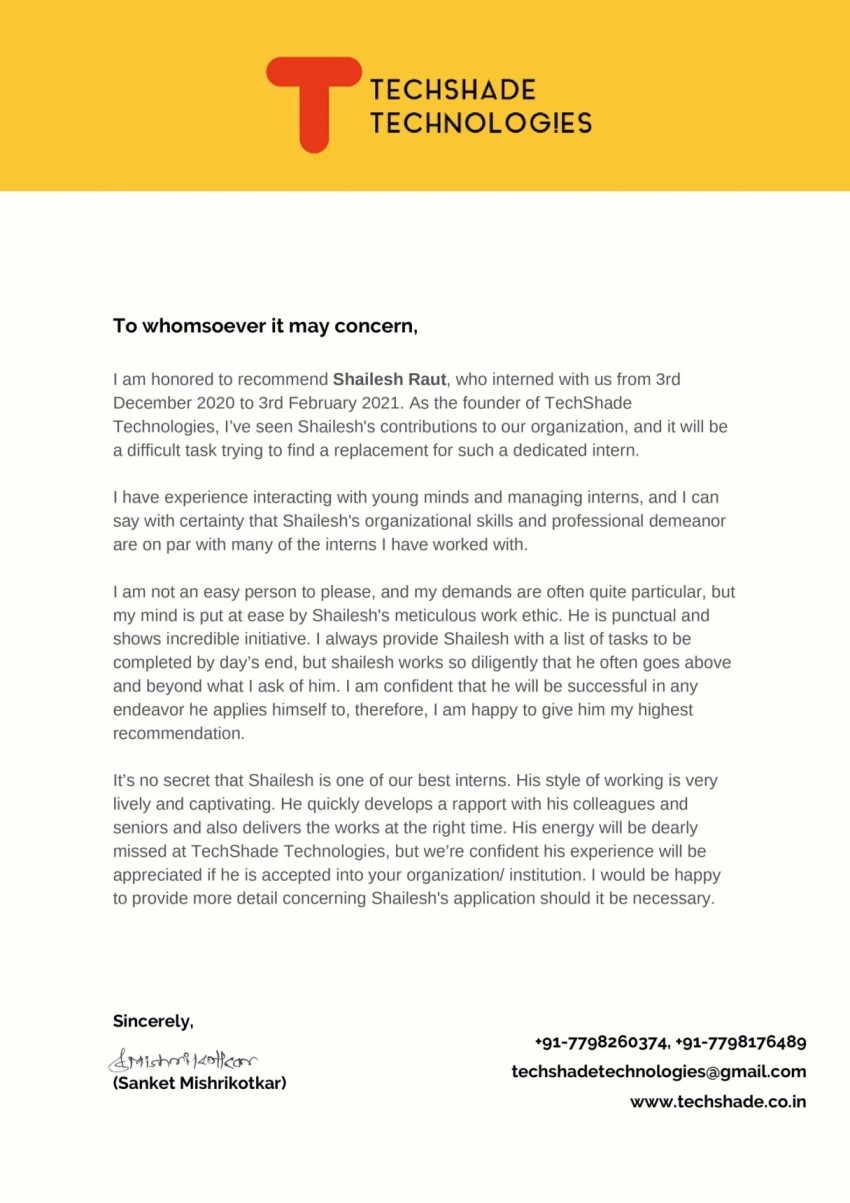 TECHSHADE
TECHNOLOGIES
To whomsoever it may concern,
I am honored to recommend Shailesh Raut, who interned with us from 3rd
December 2020 to 3rd February 2021. As the founder of TechShade
Technologies, I’ve seen Shailesh's contributions to our organization, and it will be
a difficult task trying to find a replacement for such a dedicated intern.
I have experience interacting with young minds and managing interns, and I can
say with certainty that Shailesh's organizational skills and professional demeanor
are on par with many of the interns I have worked with.
I am not an easy person to please, and my demands are often quite particular, but
my mind is put at ease by Shailesh's meticulous work ethic. He is punctual and
shows incredible initiative. I always provide Shailesh with a list of tasks to be
completed by day’s end, but shailesh works so diligently that he often goes above
and beyond what I ask of him. I am confident that he will be successful in any
endeavor he applies himself to, therefore, I am happy to give him my highest
recommendation.
It’s no secret that Shailesh is one of our best interns. His style of working is very
lively and captivating. He quickly develops a rapport with his colleagues and
seniors and also delivers the works at the right time. His energy will be dearly
missed at TechShade Technologies, but we’re confident his experience will be
appreciated if he is accepted into your organization/ institution. I would be happy
to provide more detail concerning Shailesh's application should it be necessary.
Sincerely,
SMishrikotkar
(Sanket Mishrikotkar)
+91-7798260374, +91-7798176489
techshadetechnologies@gmail.com
www.techshade.co.in